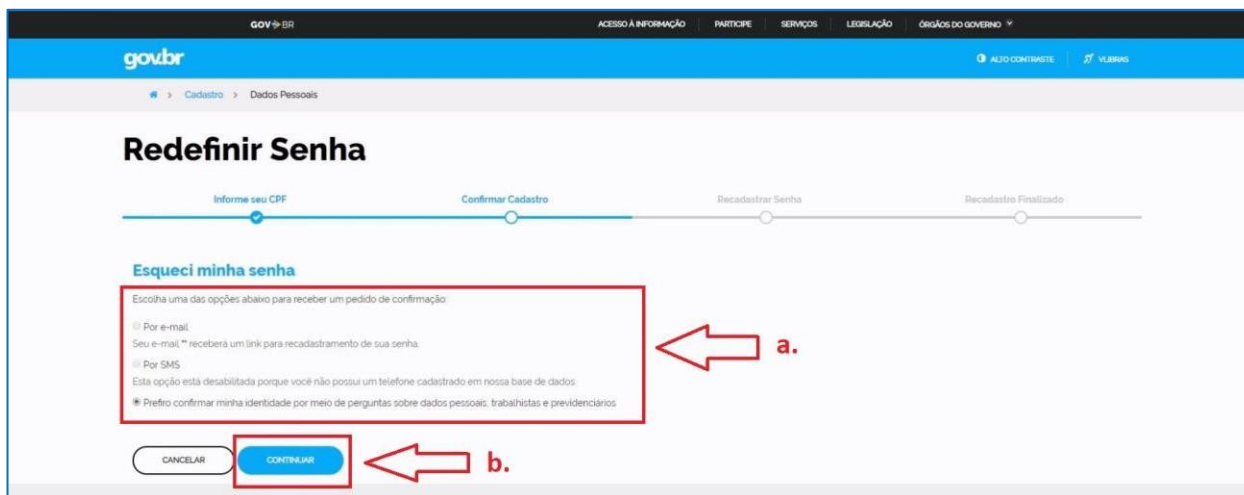 GOV BR ACESSO À INFORMAÇÃO PARTICIPE SERVIÇOS LEGISLAÇÃO ÓRGÃOS DO GOVERNO
gov.br ALTO CONTRASTE VLIBRAS
> Cadastro > Dados Pessoais
Redefinir Senha
Informe seu CPF Confirmar Cadastro Recadastrar Senha Recadastro Finalizado
Esqueci minha senha
Escolha uma das opções abaixo para receber um pedido de confirmação:
Por e-mail
Seu e-mail "" receberá um link para recadastramento de sua senha.
Por SMS
Esta opção está desabilitada porque você não possui um telefone cadastrado em nossa base de dados
Prefiro confirmar minha identidade por meio de perguntas sobre dados pessoais, trabalhistas e previdenciários
a.
CANCELAR CONTINUAR
b.